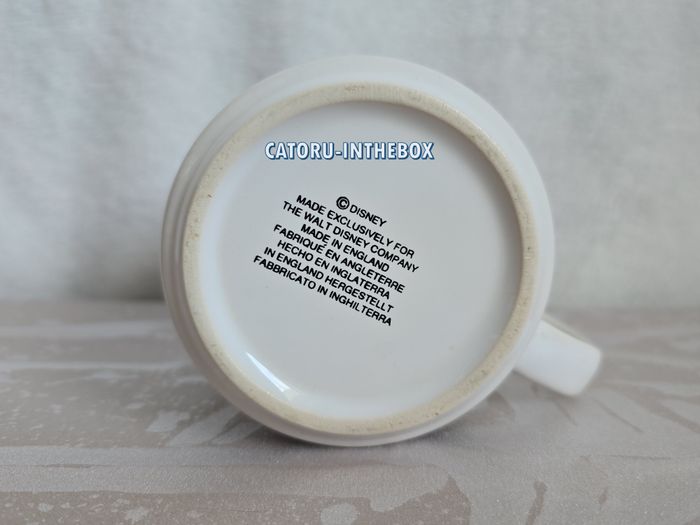 CATORU-INTHEBOX
© DISNEY
MADE EXCLUSIVELY FOR
THE WALT DISNEY COMPANY
MADE IN ENGLAND
FABRIQUÉ EN ANGLETERRE
HECHO EN INGLATERRA
IN ENGLAND HERGESTELLT
FABBRICATO IN INGHILTERRA